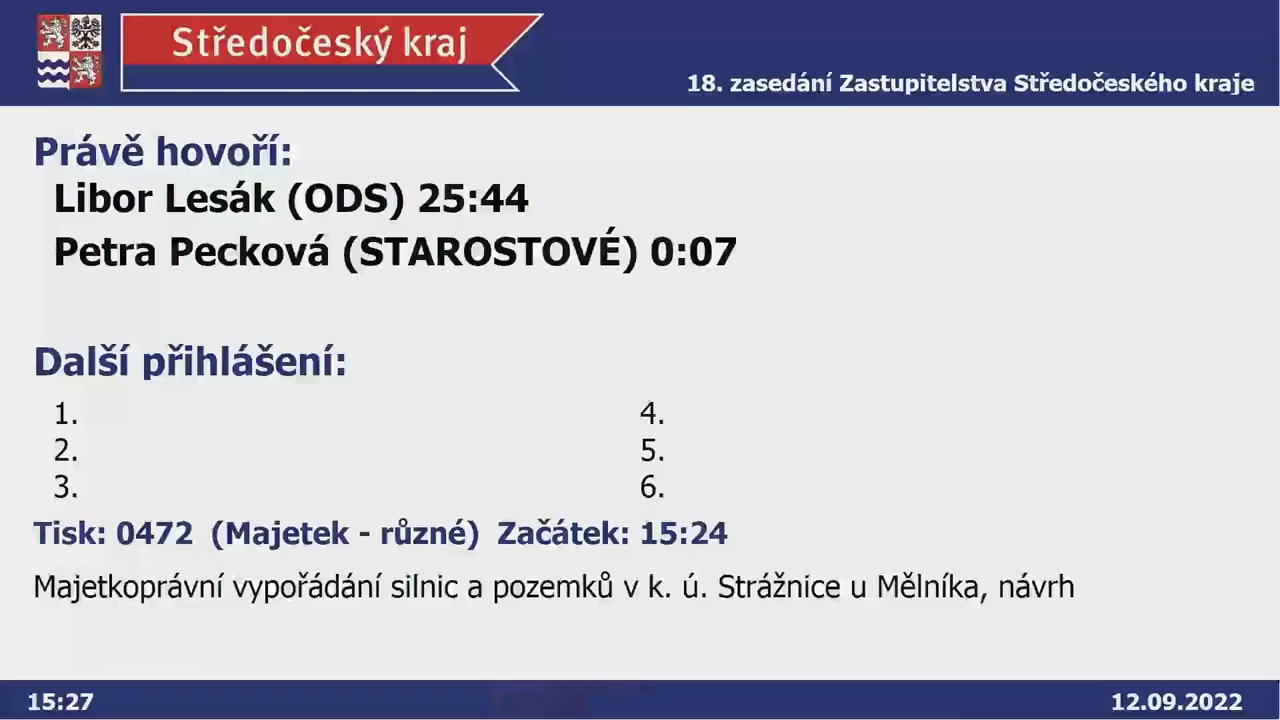 Středočeský kraj
18. zasedání Zastupitelstva Středočeského kraje
Právě hovoří:
Libor Lesák (ODS) 25:44
Petra Pecková (STAROSTOVÉ) 0:07
Další přihlášení:
1.
2.
3.
4.
5.
6.
Tisk: 0472 (Majetek - různé) Začátek: 15:24
Majetkoprávní vypořádání silnic a pozemků v k. ú. Strážnice u Mělníka, návrh
15:27
12.09.2022